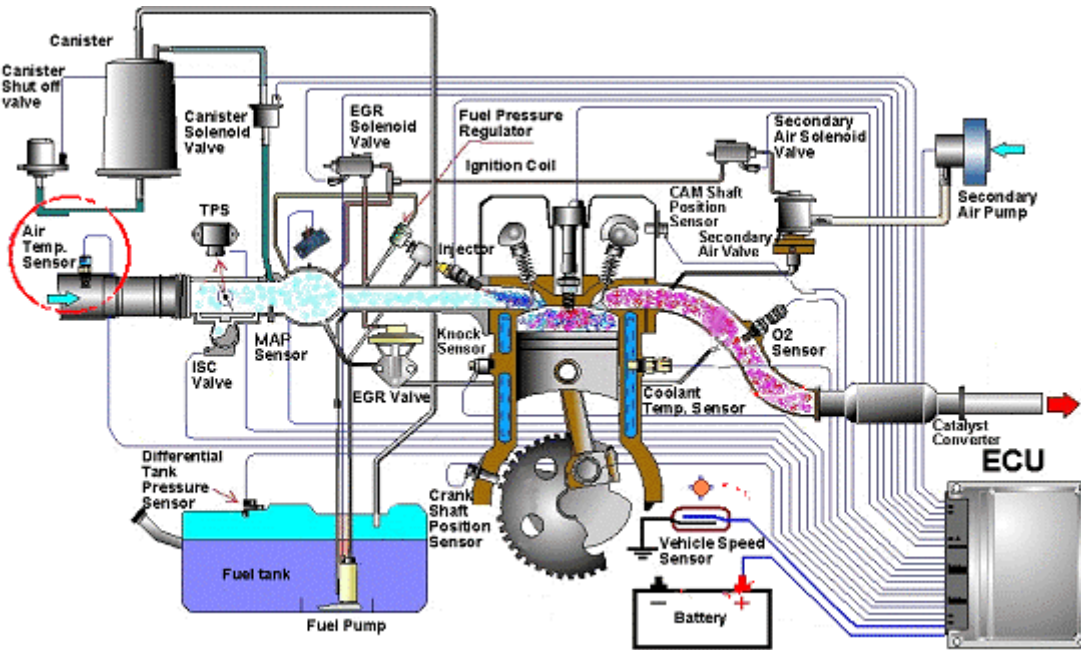 Canister
Canister
Shut off
valve
Canister
Solenoid
Valve
EGR
Solenoid
Valve
Fuel Pressure
Regulator
Ignition Coil
Secondary
Air Solenoid
Valve
Secondary
Air Pump
CAM Shaft
Position
Sensor
Secondary
Air Valve
Air
Temp.
Sensor
TPS
Injector
MAP
Sensor
ISC
Valve
EGR Valve
Knock
Sensor
Coolant
Temp. Sensor
O2
Sensor
Catalyst
Converter
ECU
Differential
Tank
Pressure
Sensor
Crank
Shaft
Position
Sensor
Vehicle Speed
Sensor
Fuel tank
Fuel Pump
− +
Battery